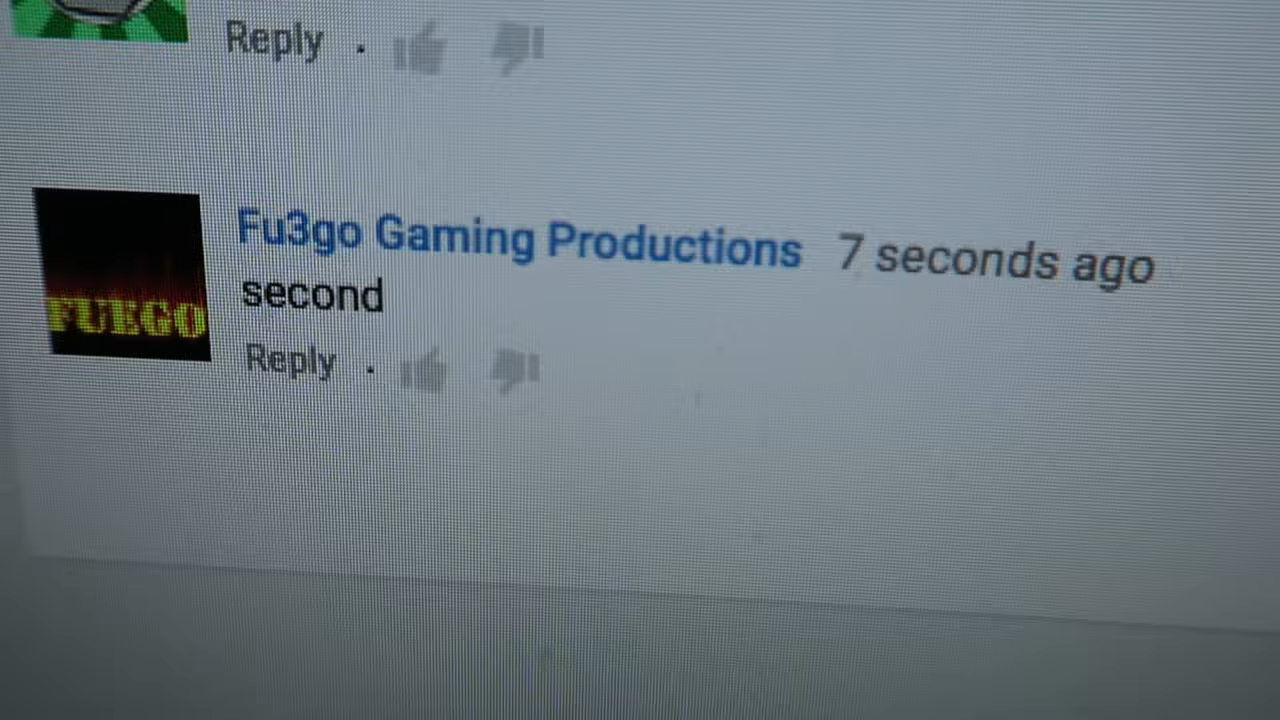 Reply .
Fu3go Gaming Productions 7 seconds ago
FUEGO
second
Reply .